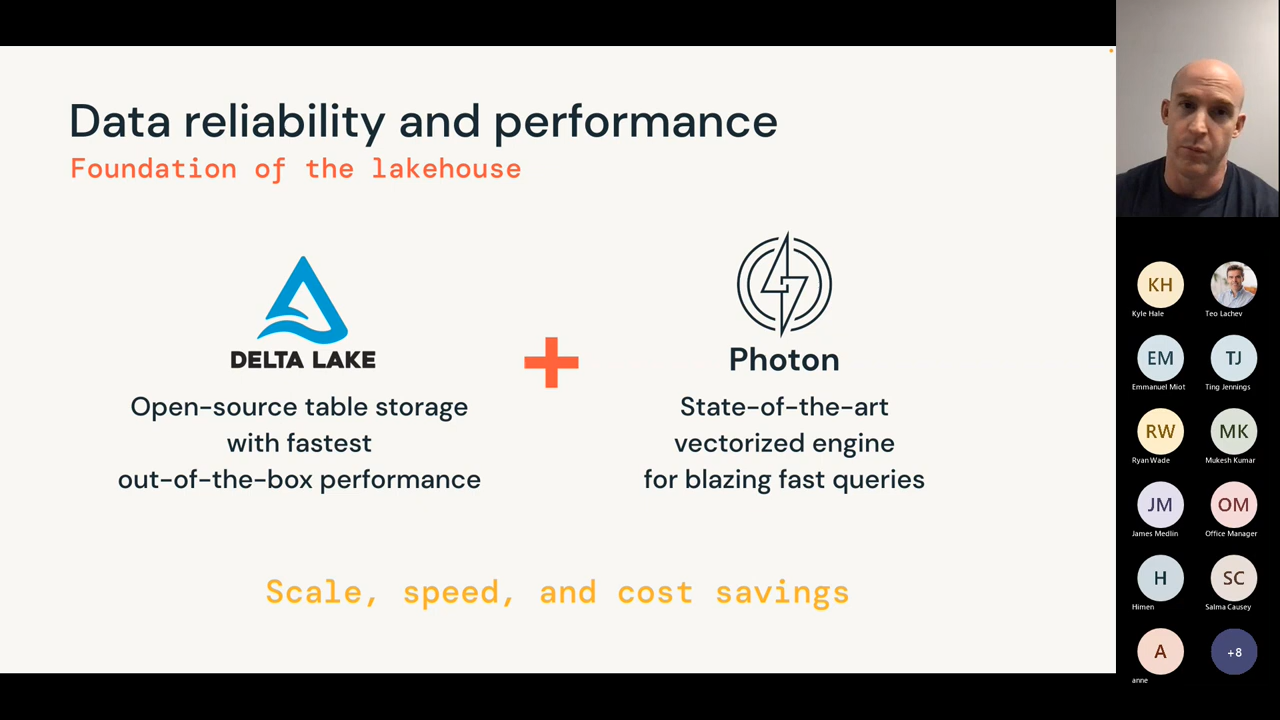 Data reliability and performance
Foundation of the lakehouse
DELTA LAKE
Open-source table storage
with fastest
out-of-the-box performance
Photon
State-of-the-art
vectorized engine
for blazing fast queries
Scale, speed, and cost savings
KH
Kyle Hale
Teo Lachev
EM
Emmanuel Miot
TJ
Ting Jennings
RW
Ryan Wade
MK
Mukesh Kumar
JM
James Medlin
OM
Office Manager
H
Himen
SC
Salma Causey
A
anne
+8